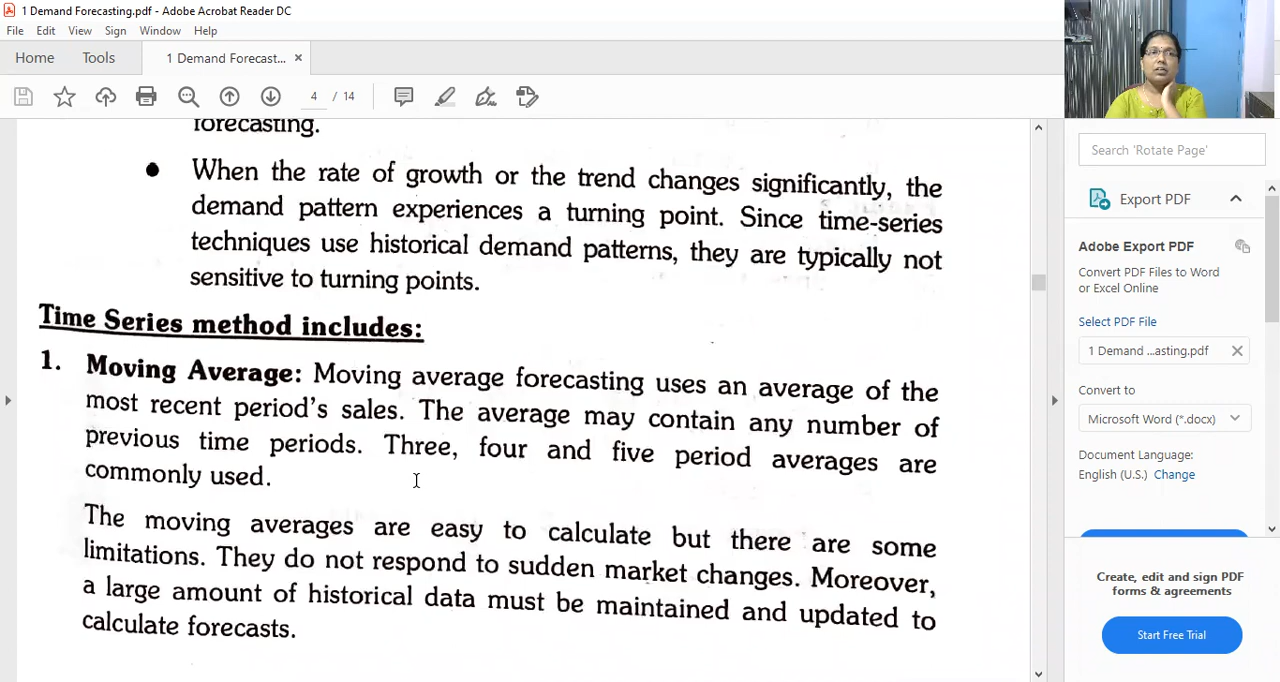 1 Demand Forecasting.pdf - Adobe Acrobat Reader DC
File Edit View Sign Window Help
Home Tools 1 Demand Forecast... ×
4 / 14
forecasting.
● When the rate of growth or the trend changes significantly, the
demand pattern experiences a turning point. Since time-series
techniques use historical demand patterns, they are typically not
sensitive to turning points.
Time Series method includes:
1. Moving Average: Moving average forecasting uses an average of the
most recent period's sales. The average may contain any number of
previous time periods. Three, four and five period averages are
commonly used.
The moving averages are easy to calculate but there are some
limitations. They do not respond to sudden market changes. Moreover,
a large amount of historical data must be maintained and updated to
calculate forecasts.
Search 'Rotate Page'
Export PDF
Adobe Export PDF
Convert PDF Files to Word
or Excel Online
Select PDF File
1 Demand ...asting.pdf
Convert to
Microsoft Word (*.docx)
Document Language:
English (U.S.) Change
Create, edit and sign PDF
forms & agreements
Start Free Trial